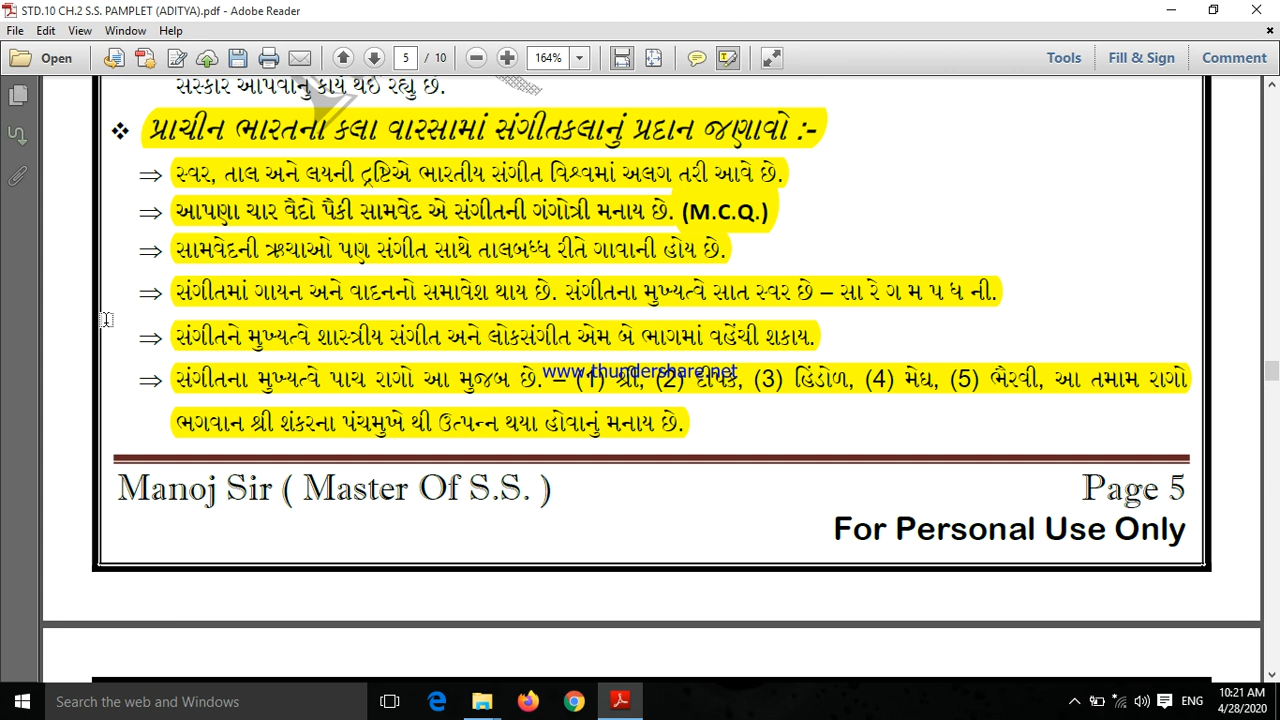 STD.10 CH.2 S.S. PAMPLET (ADITYA).pdf - Adobe Reader
File Edit View Window Help
Open 5 / 10 164% Tools Fill & Sign Comment
સંસ્કાર આપવાનું કાર્ય થઈ રહ્યુ છે.
❖ પ્રાચીન ભારતના કલા વારસામાં સંગીતકલાનું પ્રદાન જણાવો :-
⇒ સ્વર, તાલ અને લયની દ્રષ્ટિએ ભારતીય સંગીત વિશ્વમાં અલગ તરી આવે છે.
⇒ આપણા ચાર વૈદો પૈકી સામવેદ એ સંગીતની ગંગોત્રી મનાય છે. (M.C.Q.)
⇒ સામવેદની ઋચાઓ પણ સંગીત સાથે તાલબધ્ધ રીતે ગાવાની હોય છે.
⇒ સંગીતમાં ગાયન અને વાદનનો સમાવેશ થાય છે. સંગીતના મુખ્યત્વે સાત સ્વર છે – સા રે ગ મ પ ધ ની.
⇒ સંગીતને મુખ્યત્વે શાસ્ત્રીય સંગીત અને લોકસંગીત એમ બે ભાગમાં વહેંચી શકાય.
www.thundershare.net
⇒ સંગીતના મુખ્યત્વે પાચ રાગો આ મુજબ છે. – (1) શ્રી, (2) દીપક, (3) હિંડોળ, (4) મેઘ, (5) ભૈરવી, આ તમામ રાગો
ભગવાન શ્રી શંકરના પંચમુખે થી ઉત્પન્ન થયા હોવાનું મનાય છે.
Manoj Sir ( Master Of S.S. ) Page 5
For Personal Use Only
Search the web and Windows
ENG 10:21 AM
4/28/2020